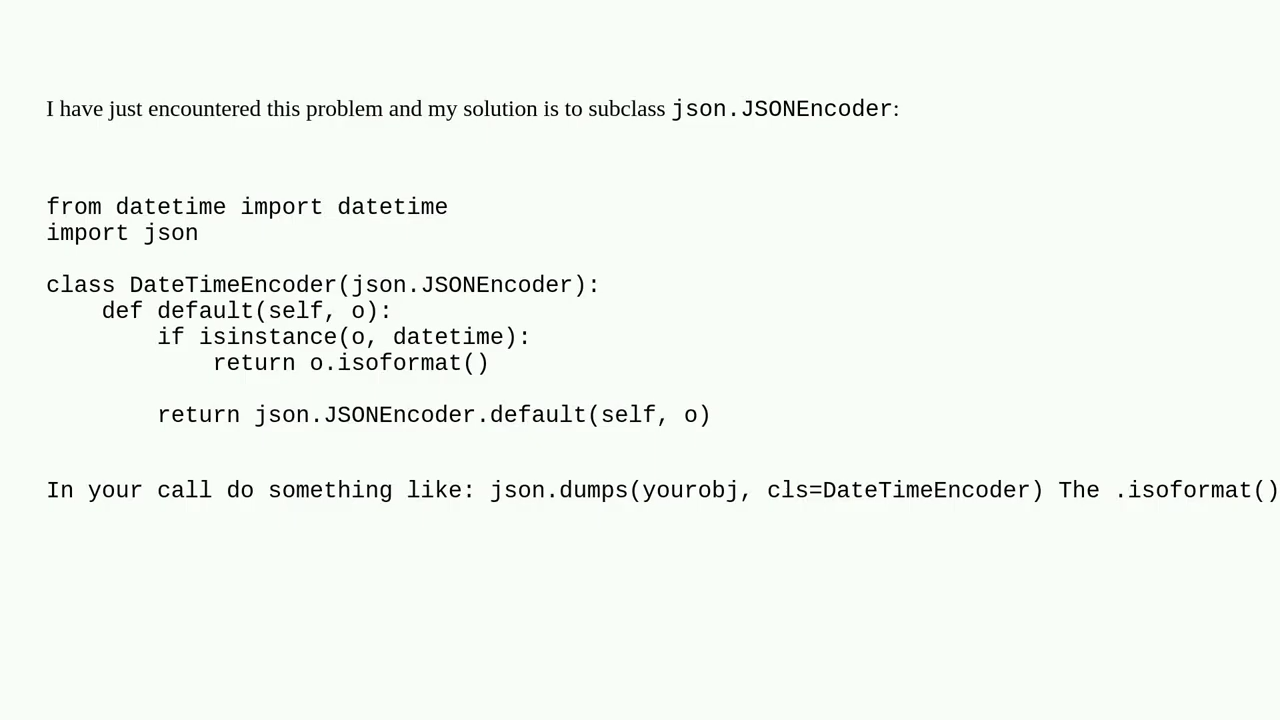 I have just encountered this problem and my solution is to subclass json.JSONEncoder:
from datetime import datetime
import json
class DateTimeEncoder(json.JSONEncoder):
    def default(self, o):
        if isinstance(o, datetime):
            return o.isoformat()
        return json.JSONEncoder.default(self, o)
In your call do something like: json.dumps(yourobj, cls=DateTimeEncoder) The .isoformat()